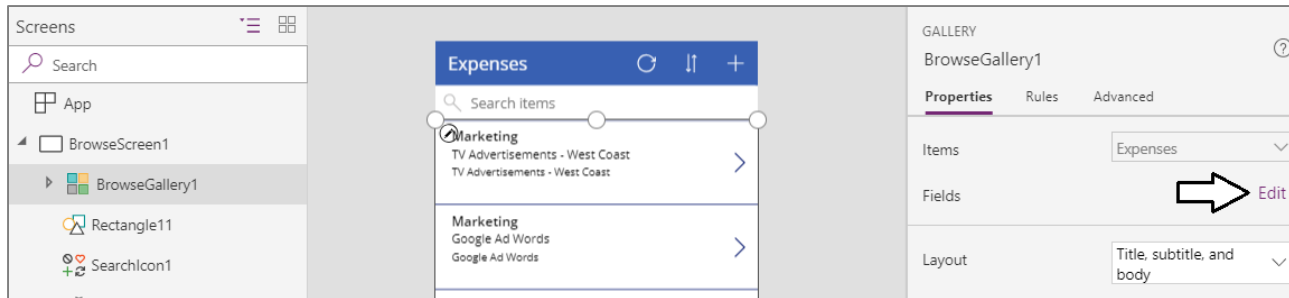 Screens
Search
App
BrowseScreen1
BrowseGallery1
Rectangle11
SearchIcon1
Expenses
Search items
Marketing
TV Advertisements - West Coast
TV Advertisements - West Coast
Marketing
Google Ad Words
Google Ad Words
GALLERY
BrowseGallery1
?
Properties Rules Advanced
Items Expenses
Fields Edit
Layout Title, subtitle, and
body